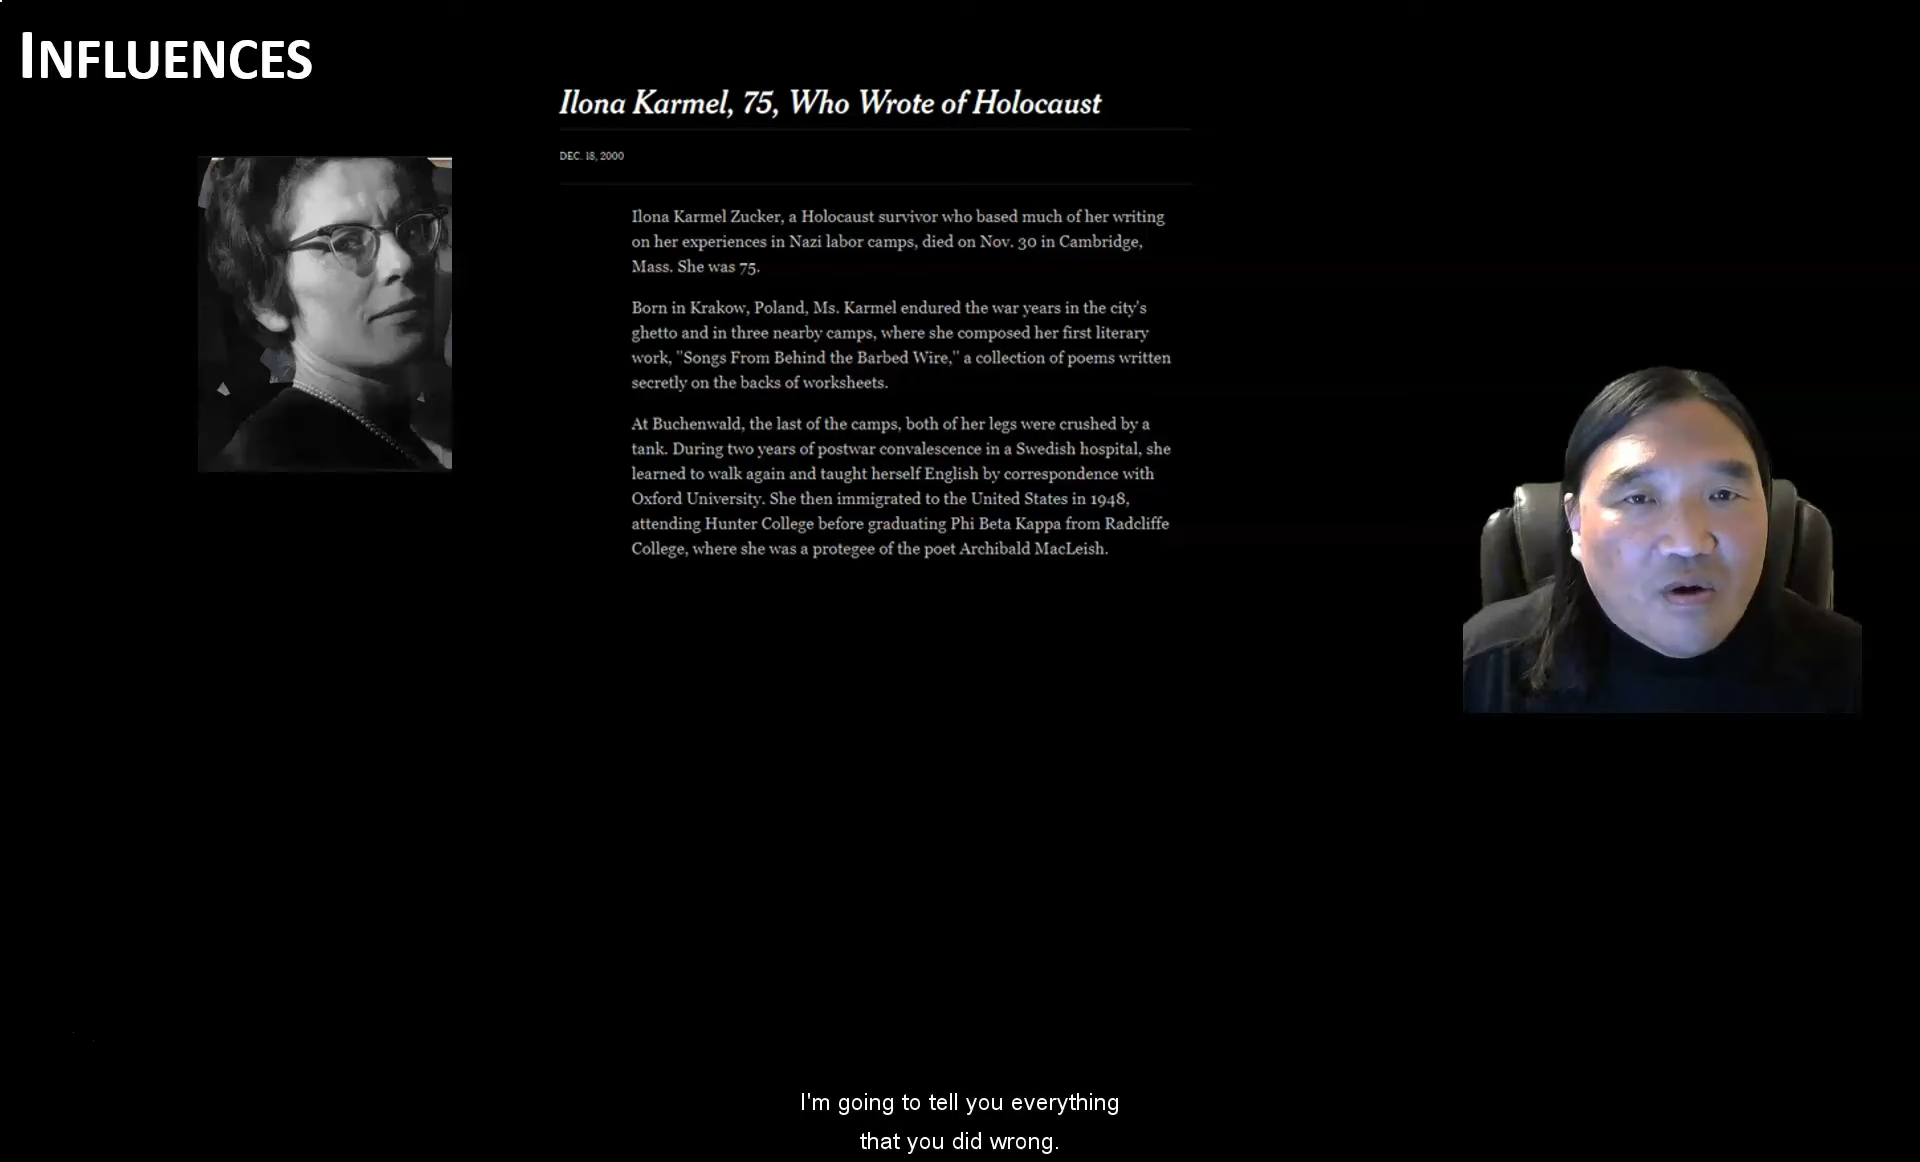 INFLUENCES
Ilona Karmel, 75, Who Wrote of Holocaust
DEC. 18, 2000
Ilona Karmel Zucker, a Holocaust survivor who based much of her writing
on her experiences in Nazi labor camps, died on Nov. 30 in Cambridge,
Mass. She was 75.
Born in Krakow, Poland, Ms. Karmel endured the war years in the city's
ghetto and in three nearby camps, where she composed her first literary
work, "Songs From Behind the Barbed Wire," a collection of poems written
secretly on the backs of worksheets.
At Buchenwald, the last of the camps, both of her legs were crushed by a
tank. During two years of postwar convalescence in a Swedish hospital, she
learned to walk again and taught herself English by correspondence with
Oxford University. She then immigrated to the United States in 1948,
attending Hunter College before graduating Phi Beta Kappa from Radcliffe
College, where she was a protegee of the poet Archibald MacLeish.
I'm going to tell you everything
that you did wrong.